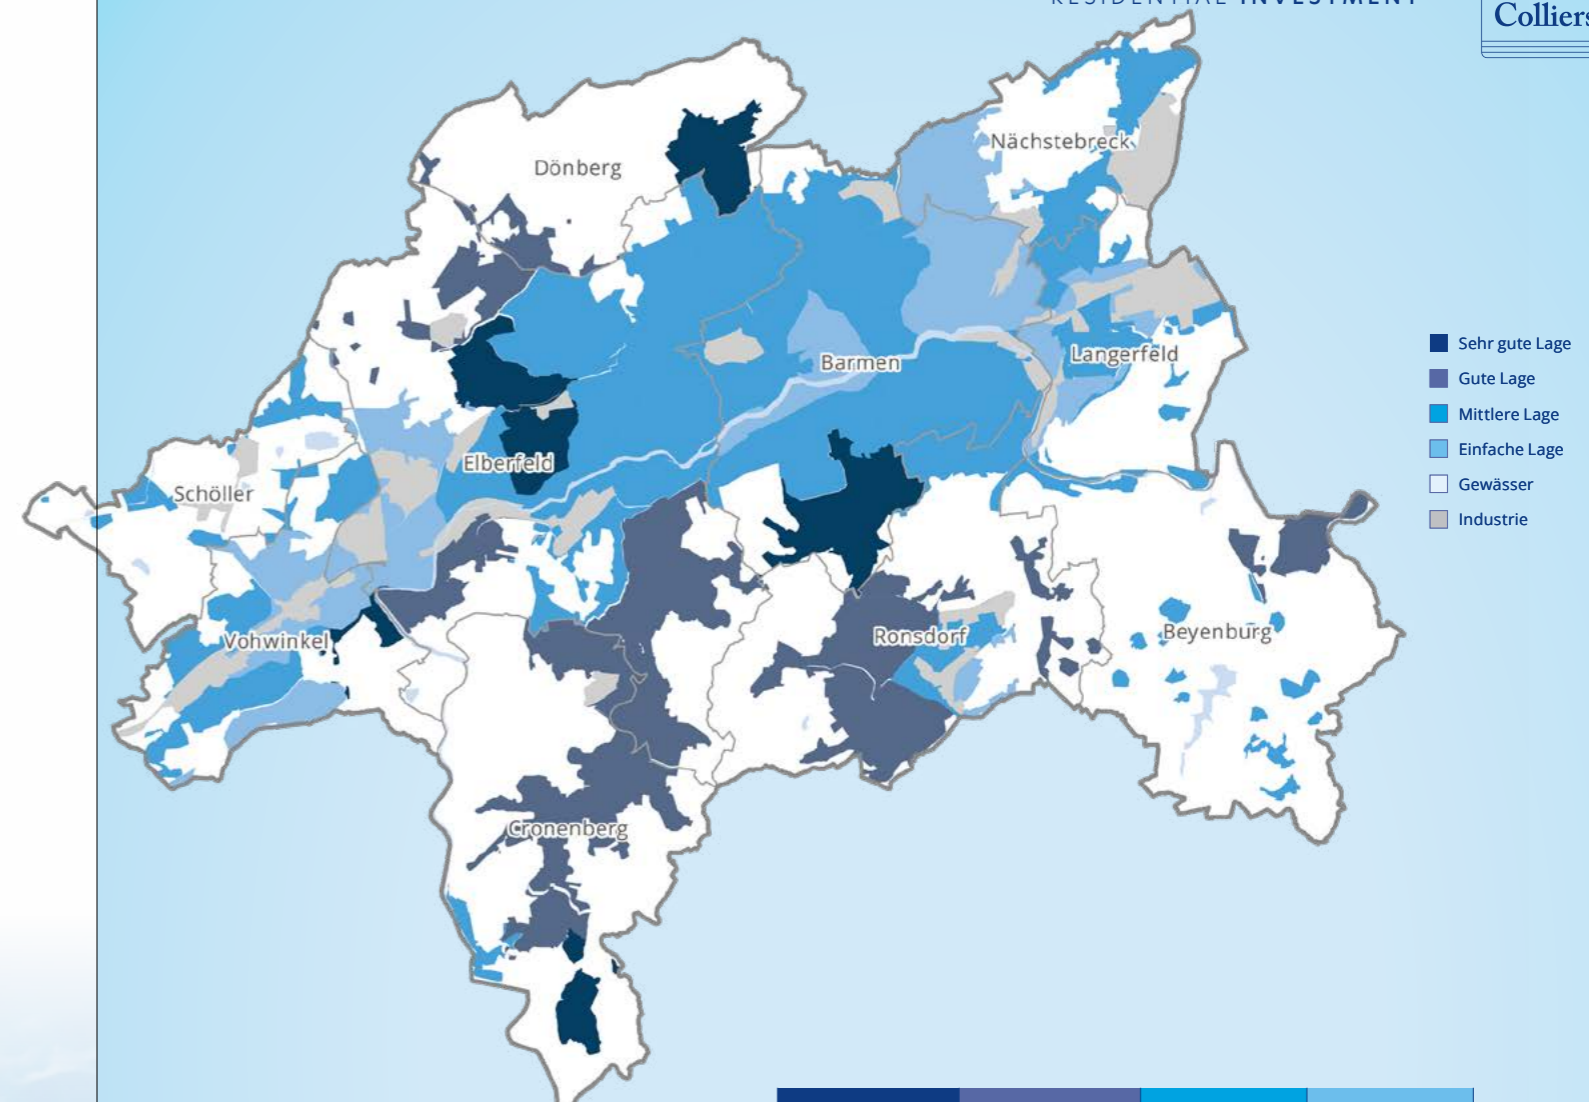 RESIDENTIAL INVESTMENT
Colliers
Nächstebreck
Dönberg
Sehr gute Lage
Langerfeld
Barmen
Gute Lage
Mittlere Lage
Einfache Lage
Elberfeld
Gewässer
Schöller
Industrie
Beyenburg
Ronsdorf
Vohwinkel
Cronenberg